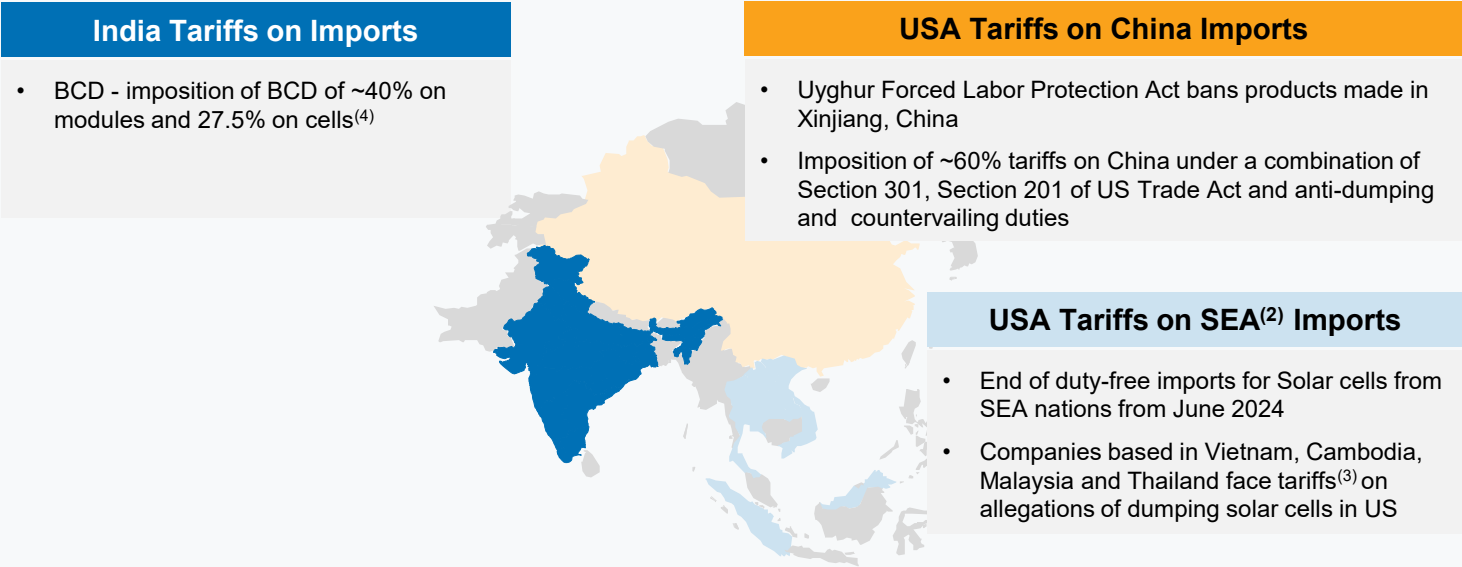 India Tariffs on Imports
• BCD - imposition of BCD of ~40% on
modules and 27.5% on cells(4)
USA Tariffs on China Imports
• Uyghur Forced Labor Protection Act bans products made in
Xinjiang, China
• Imposition of ~60% tariffs on China under a combination of
Section 301, Section 201 of US Trade Act and anti-dumping
and countervailing duties
USA Tariffs on SEA(2) Imports
• End of duty-free imports for Solar cells from
SEA nations from June 2024
• Companies based in Vietnam, Cambodia,
Malaysia and Thailand face tariffs(3) on
allegations of dumping solar cells in US